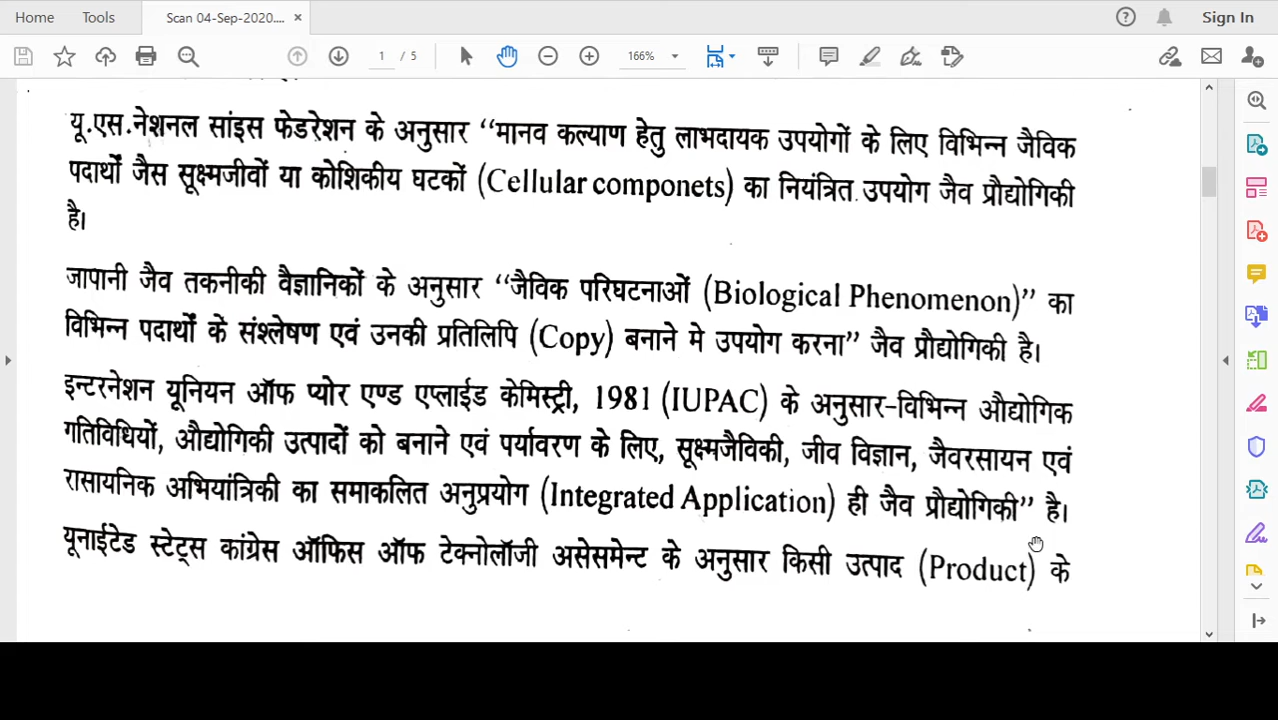 Home Tools Scan 04-Sep-2020.... × Sign In
1 / 5 166%
यू.एस.नेशनल सांइस फेडरेशन के अनुसार ‘‘मानव कल्याण हेतु लाभदायक उपयोगों के लिए विभिन्न जैविक
पदार्थों जैस सूक्ष्मजीवों या कोशिकीय घटकों (Cellular componets) का नियंत्रित उपयोग जैव प्रौद्योगिकी
है।
जापानी जैव तकनीकी वैज्ञानिकों के अनुसार ‘‘जैविक परिघटनाओं (Biological Phenomenon)’’ का
विभिन्न पदार्थों के संश्लेषण एवं उनकी प्रतिलिपि (Copy) बनाने मे उपयोग करना’’ जैव प्रौद्योगिकी है।
इन्टरनेशन यूनियन ऑफ प्योर एण्ड एप्लाईड केमिस्ट्री, 1981 (IUPAC) के अनुसार-विभिन्न औद्योगिक
गतिविधियों, औद्योगिकी उत्पादों को बनाने एवं पर्यावरण के लिए, सूक्ष्मजैविकी, जीव विज्ञान, जैवरसायन एवं
रासायनिक अभियांत्रिकी का समाकलित अनुप्रयोग (Integrated Application) ही जैव प्रौद्योगिकी’’ है।
यूनाईटेड स्टेट्स कांग्रेस ऑफिस ऑफ टेक्नोलॉजी असेसमेन्ट के अनुसार किसी उत्पाद (Product) के